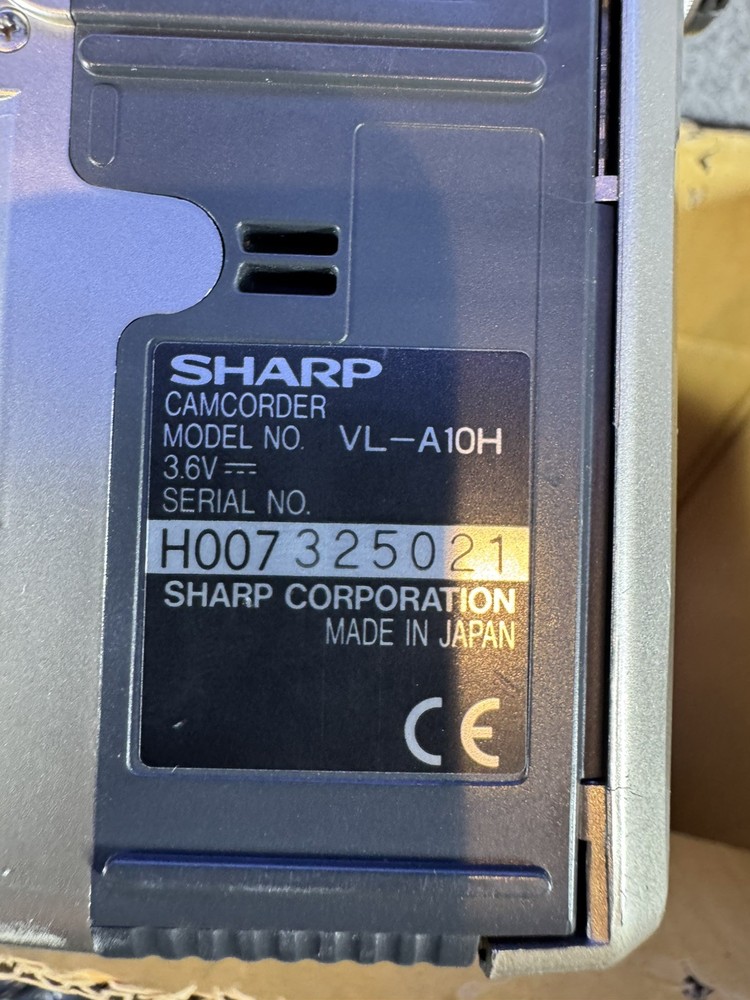 SHARP
CAMCORDER
MODEL NO. VL-A10H
3.6V ⎓
SERIAL NO.
H007325021
SHARP CORPORATION
MADE IN JAPAN
CE